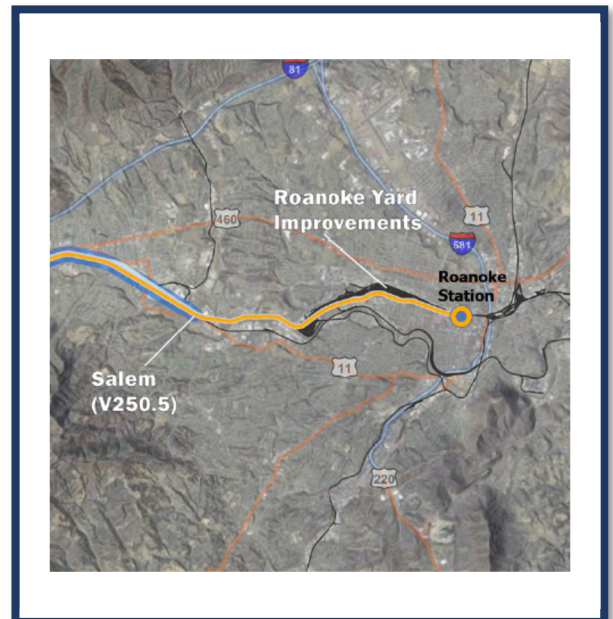 81
Roanoke Yard
Improvements
460
11
581
Roanoke
Station
Salem
(V250.5)
11
220